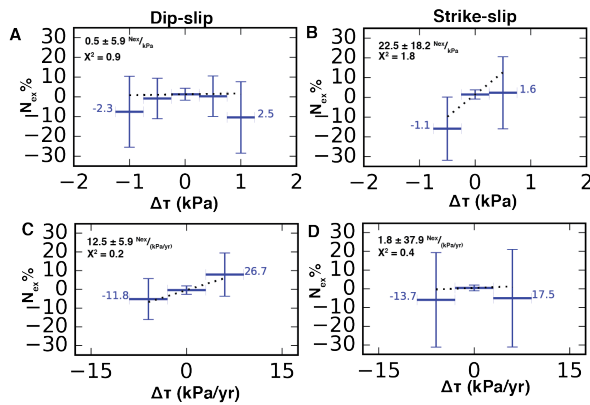 Dip-slip
Strike-slip
A
0.5 ± 5.9 Nex/kPa
X² = 0.9
30
20
10
0
−10
−20
−30
Nex%
-2.3
2.5
−2
−1
0
1
2
Δτ (kPa)
B
22.5 ± 18.2 Nex/kPa
X² = 1.8
30
20
10
0
−10
−20
−30
Nex%
-1.1
1.6
−2
−1
0
1
2
Δτ (kPa)
C
12.5 ± 5.9 Nex/(kPa/yr)
X² = 0.2
30
20
10
0
−10
−20
−30
Nex%
-11.8
26.7
−15
0
15
Δτ (kPa/yr)
D
1.8 ± 37.9 Nex/(kPa/yr)
X² = 0.4
30
20
10
0
−10
−20
−30
Nex%
-13.7
17.5
−15
0
15
Δτ (kPa/yr)